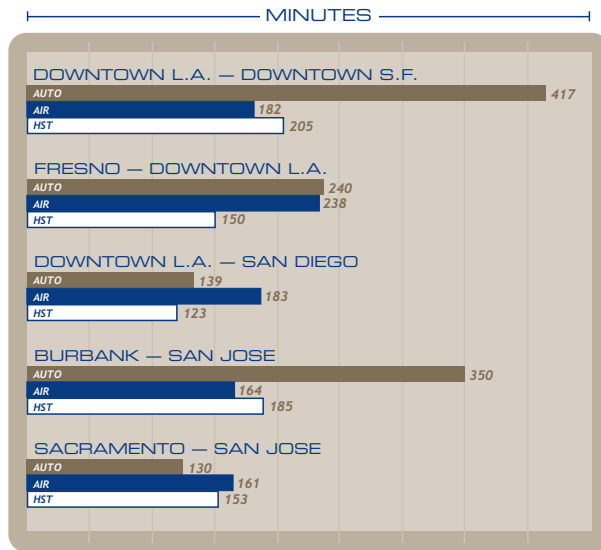 MINUTES
DOWNTOWN L.A. — DOWNTOWN S.F.
AUTO 417
AIR 182
HST 205
FRESNO — DOWNTOWN L.A.
AUTO 240
AIR 238
HST 150
DOWNTOWN L.A. — SAN DIEGO
AUTO 139
AIR 183
HST 123
BURBANK — SAN JOSE
AUTO 350
AIR 164
HST 185
SACRAMENTO — SAN JOSE
AUTO 130
AIR 161
HST 153